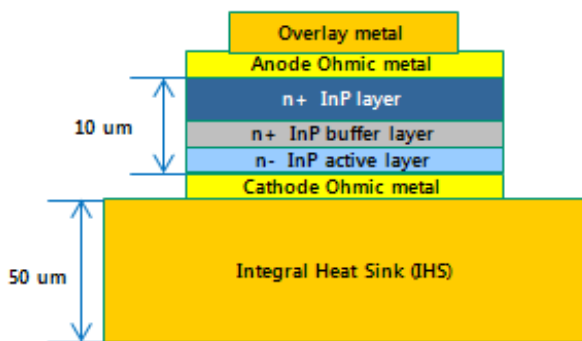 Overlay metal
Anode Ohmic metal
n+ InP layer
10 um
n+ InP buffer layer
n- InP active layer
Cathode Ohmic metal
50 um
Integral Heat Sink (IHS)